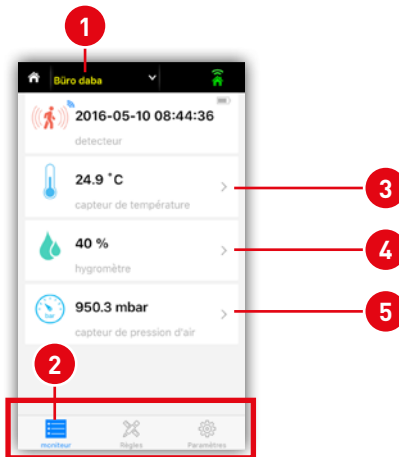 1
Büro daba
2016-05-10 08:44:36
detecteur
24.9 °C
capteur de température
3
40 %
hygromètre
4
950.3 mbar
capteur de pression d'air
5
bar
2
moniteur Règles Paramètres